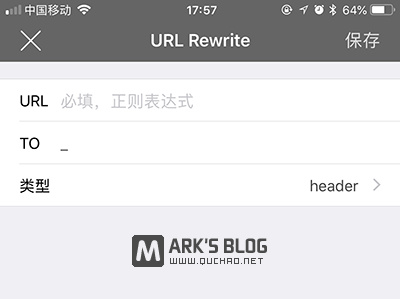 中国移动 17:57 64%
URL Rewrite 保存
URL 必填，正则表达式
TO _
类型 header
M ARK'S BLOG
WWW.QUCHAO.NET